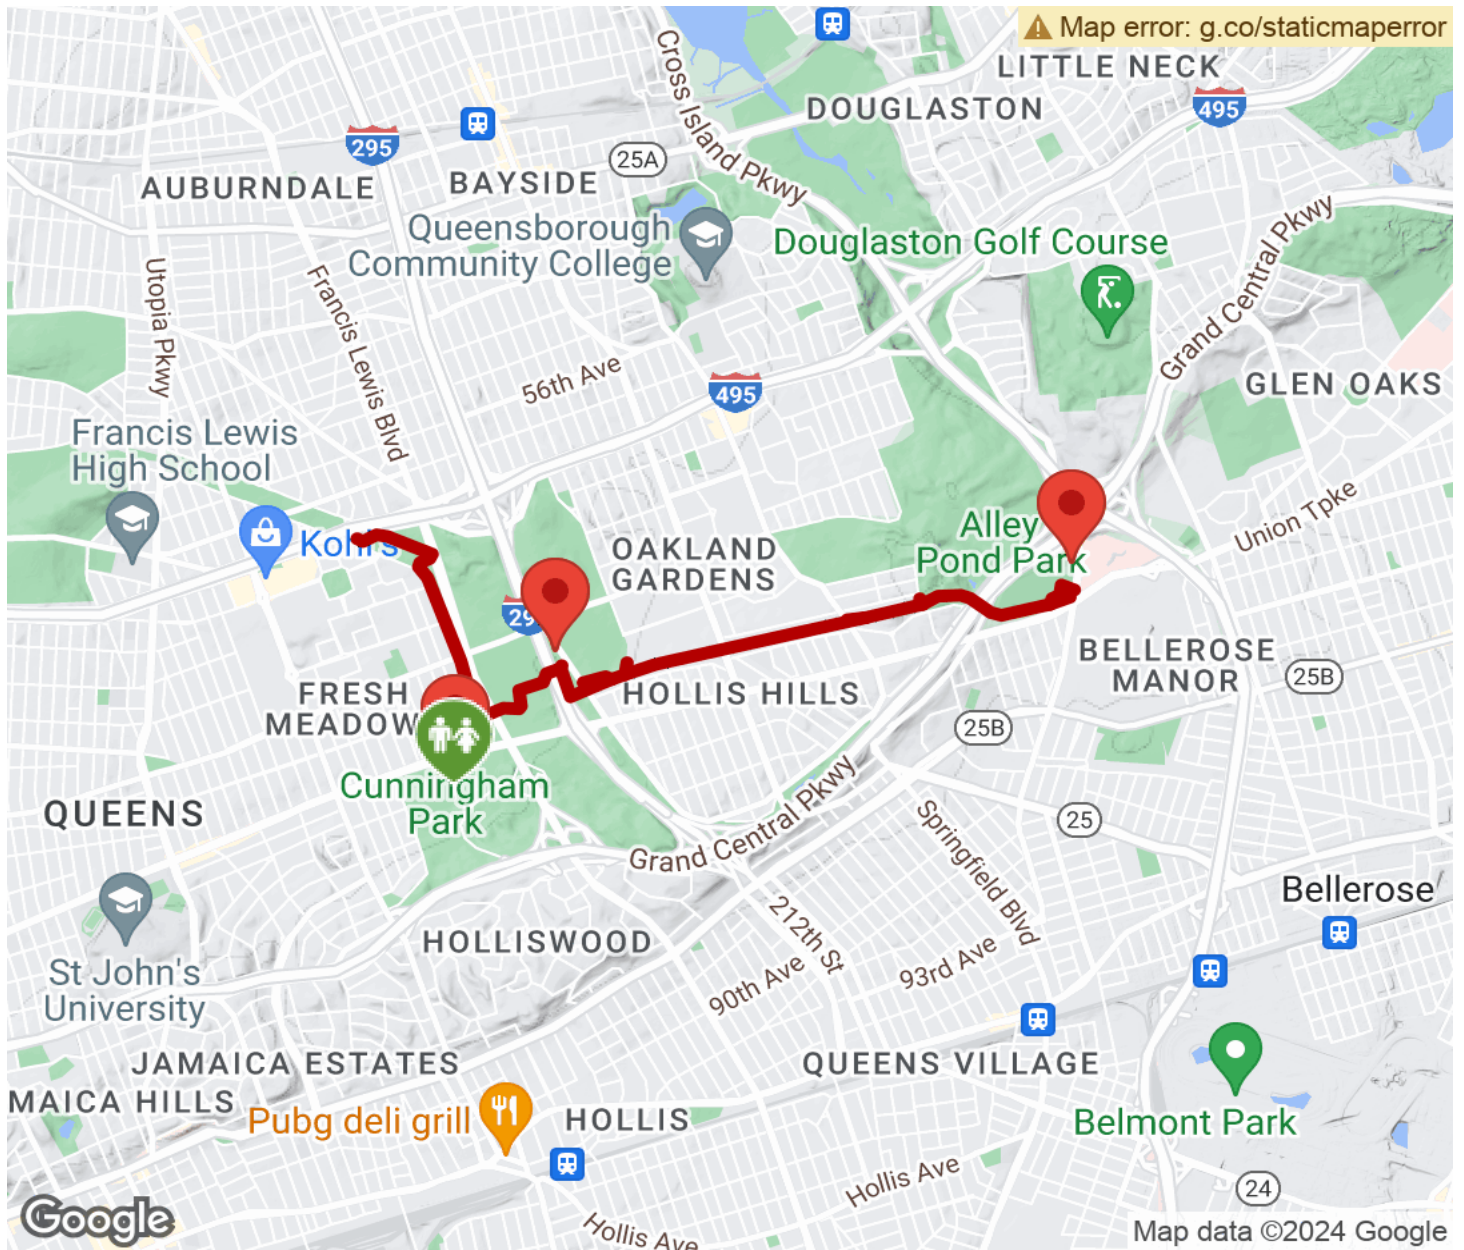 Map error: g.co/staticmaperror
LITTLE NECK
Cross Island Pkwy
DOUGLASTON
495
295
25A
AUBURNDALE
BAYSIDE
Queensborough
Community College
Douglaston Golf Course
Grand Central Pkwy
Utopia Pkwy
Francis Lewis Blvd
56th Ave
495
GLEN OAKS
Francis Lewis
High School
Kohl's
OAKLAND
GARDENS
Alley
Pond Park
Union Tpke
29
BELLEROSE
MANOR
25B
FRESH
MEADOW
HOLLIS HILLS
25B
Cunningham
Park
QUEENS
Grand Central Pkwy
25
Springfield Blvd
Bellerose
212th St
HOLLISWOOD
90th Ave
93rd Ave
St John's
University
JAMAICA ESTATES
QUEENS VILLAGE
MAICA HILLS
Pubg deli grill
HOLLIS
Belmont Park
Hollis Ave
24
Hollis Ave
Google
Map data ©2024 Google